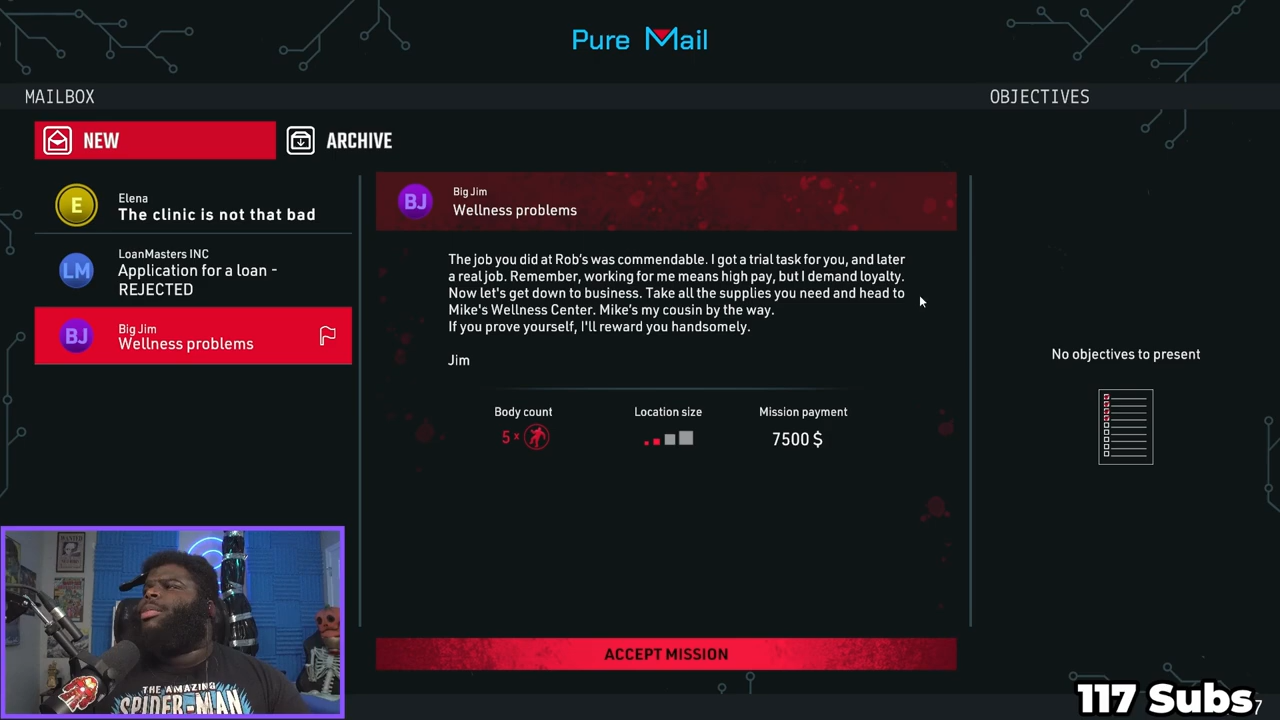 Pure Mail
MAILBOX
OBJECTIVES
NEW
ARCHIVE
E
Elena
The clinic is not that bad
LM
LoanMasters INC
Application for a loan -
REJECTED
BJ
Big Jim
Wellness problems
BJ
Big Jim
Wellness problems
The job you did at Rob's was commendable. I got a trial task for you, and later
a real job. Remember, working for me means high pay, but I demand loyalty.
Now let's get down to business. Take all the supplies you need and head to
Mike's Wellness Center. Mike's my cousin by the way.
If you prove yourself, I'll reward you handsomely.
Jim
Body count
Location size
Mission payment
5 x
7500 $
No objectives to present
ACCEPT MISSION
WANTED
THE AMAZING
SPIDER-MAN
117 Subs
7